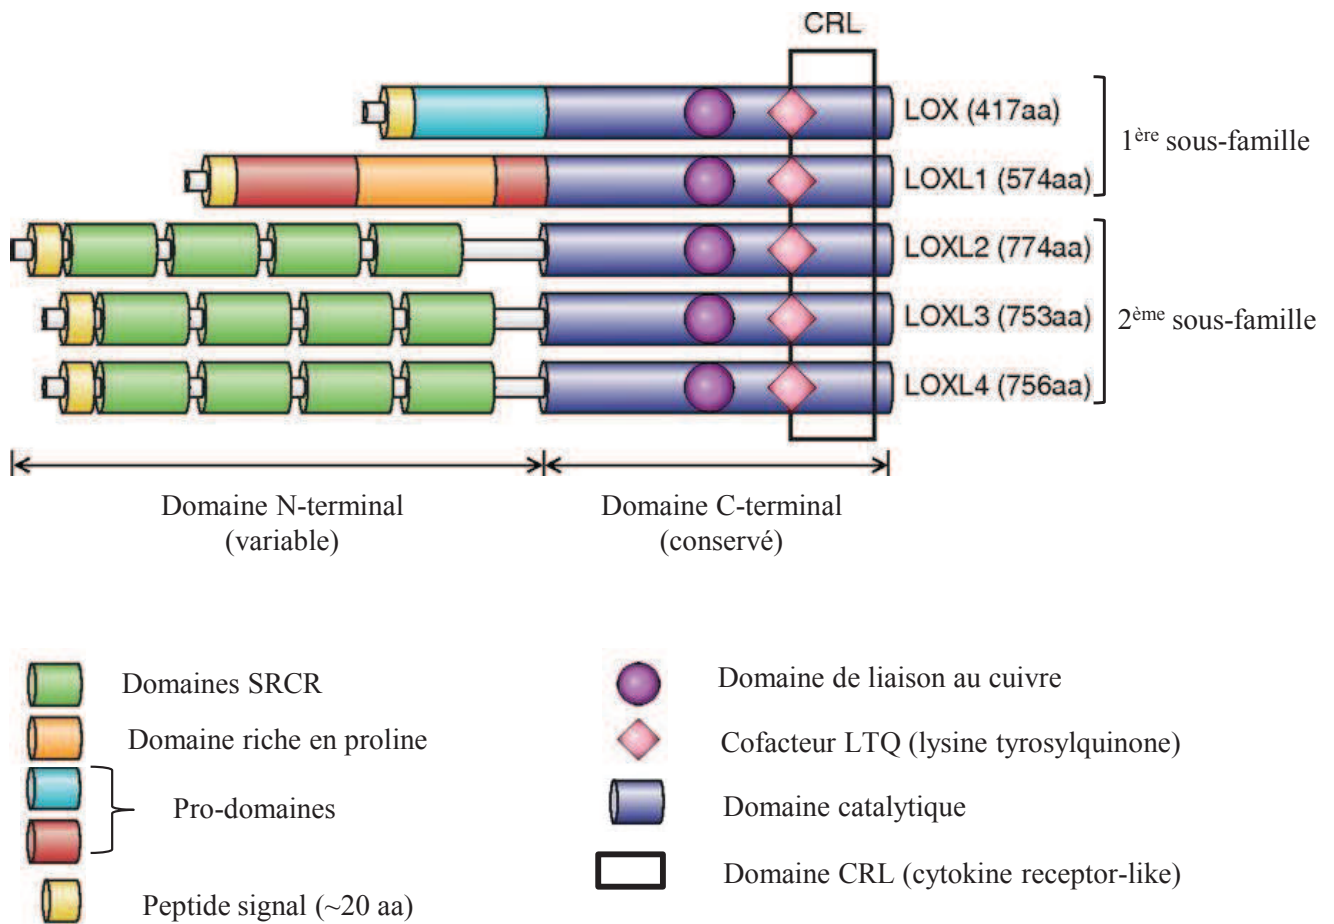 CRL
LOX (417aa)
LOXL1 (574aa)
1ère sous-famille
LOXL2 (774aa)
LOXL3 (753aa)
LOXL4 (756aa)
2ème sous-famille
Domaine N-terminal
(variable)
Domaine C-terminal
(conservé)
Domaines SRCR
Domaine riche en proline
Pro-domaines
Peptide signal (~20 aa)
Domaine de liaison au cuivre
Cofacteur LTQ (lysine tyrosylquinone)
Domaine catalytique
Domaine CRL (cytokine receptor-like)